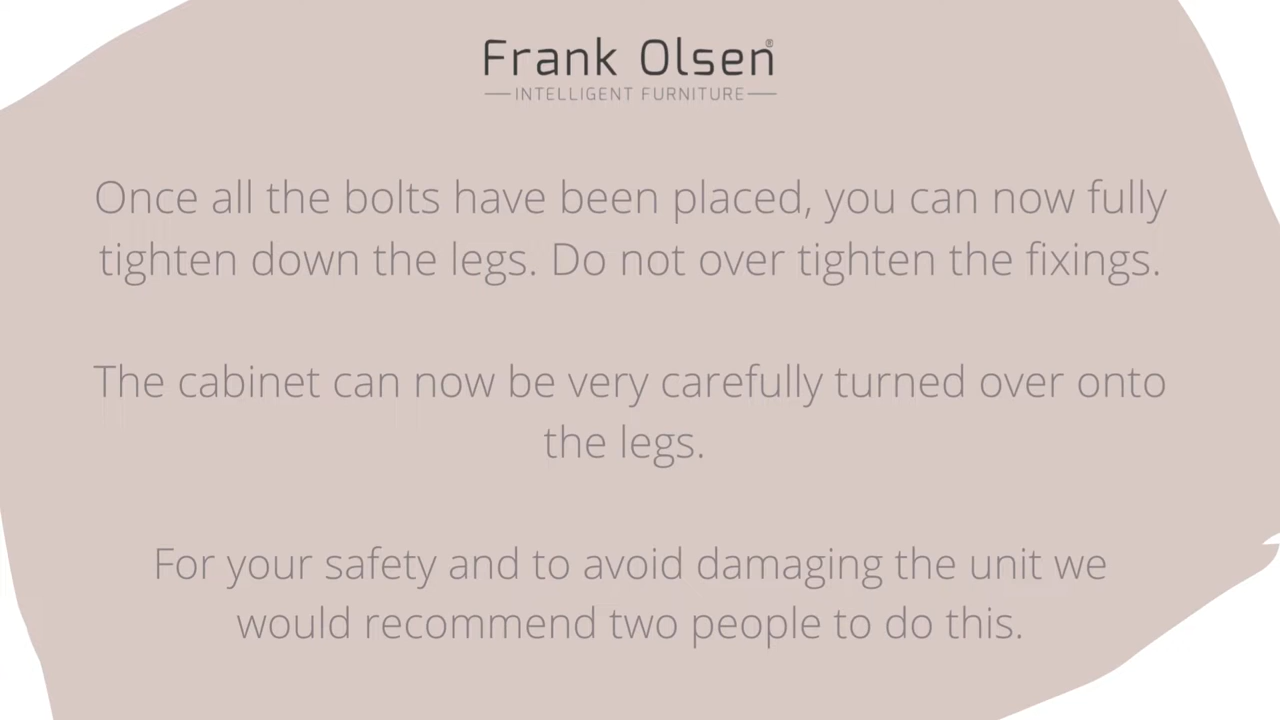 Frank Olsen®
INTELLIGENT FURNITURE
Once all the bolts have been placed, you can now fully
tighten down the legs. Do not over tighten the fixings.
The cabinet can now be very carefully turned over onto
the legs.
For your safety and to avoid damaging the unit we
would recommend two people to do this.